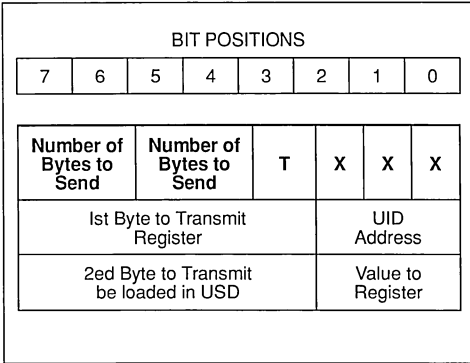 BIT POSITIONS
7 6 5 4 3 2 1 0
Number of Bytes to Send Number of Bytes to Send T X X X
Ist Byte to Transmit Register UID Address
2ed Byte to Transmit be loaded in USD Value to Register